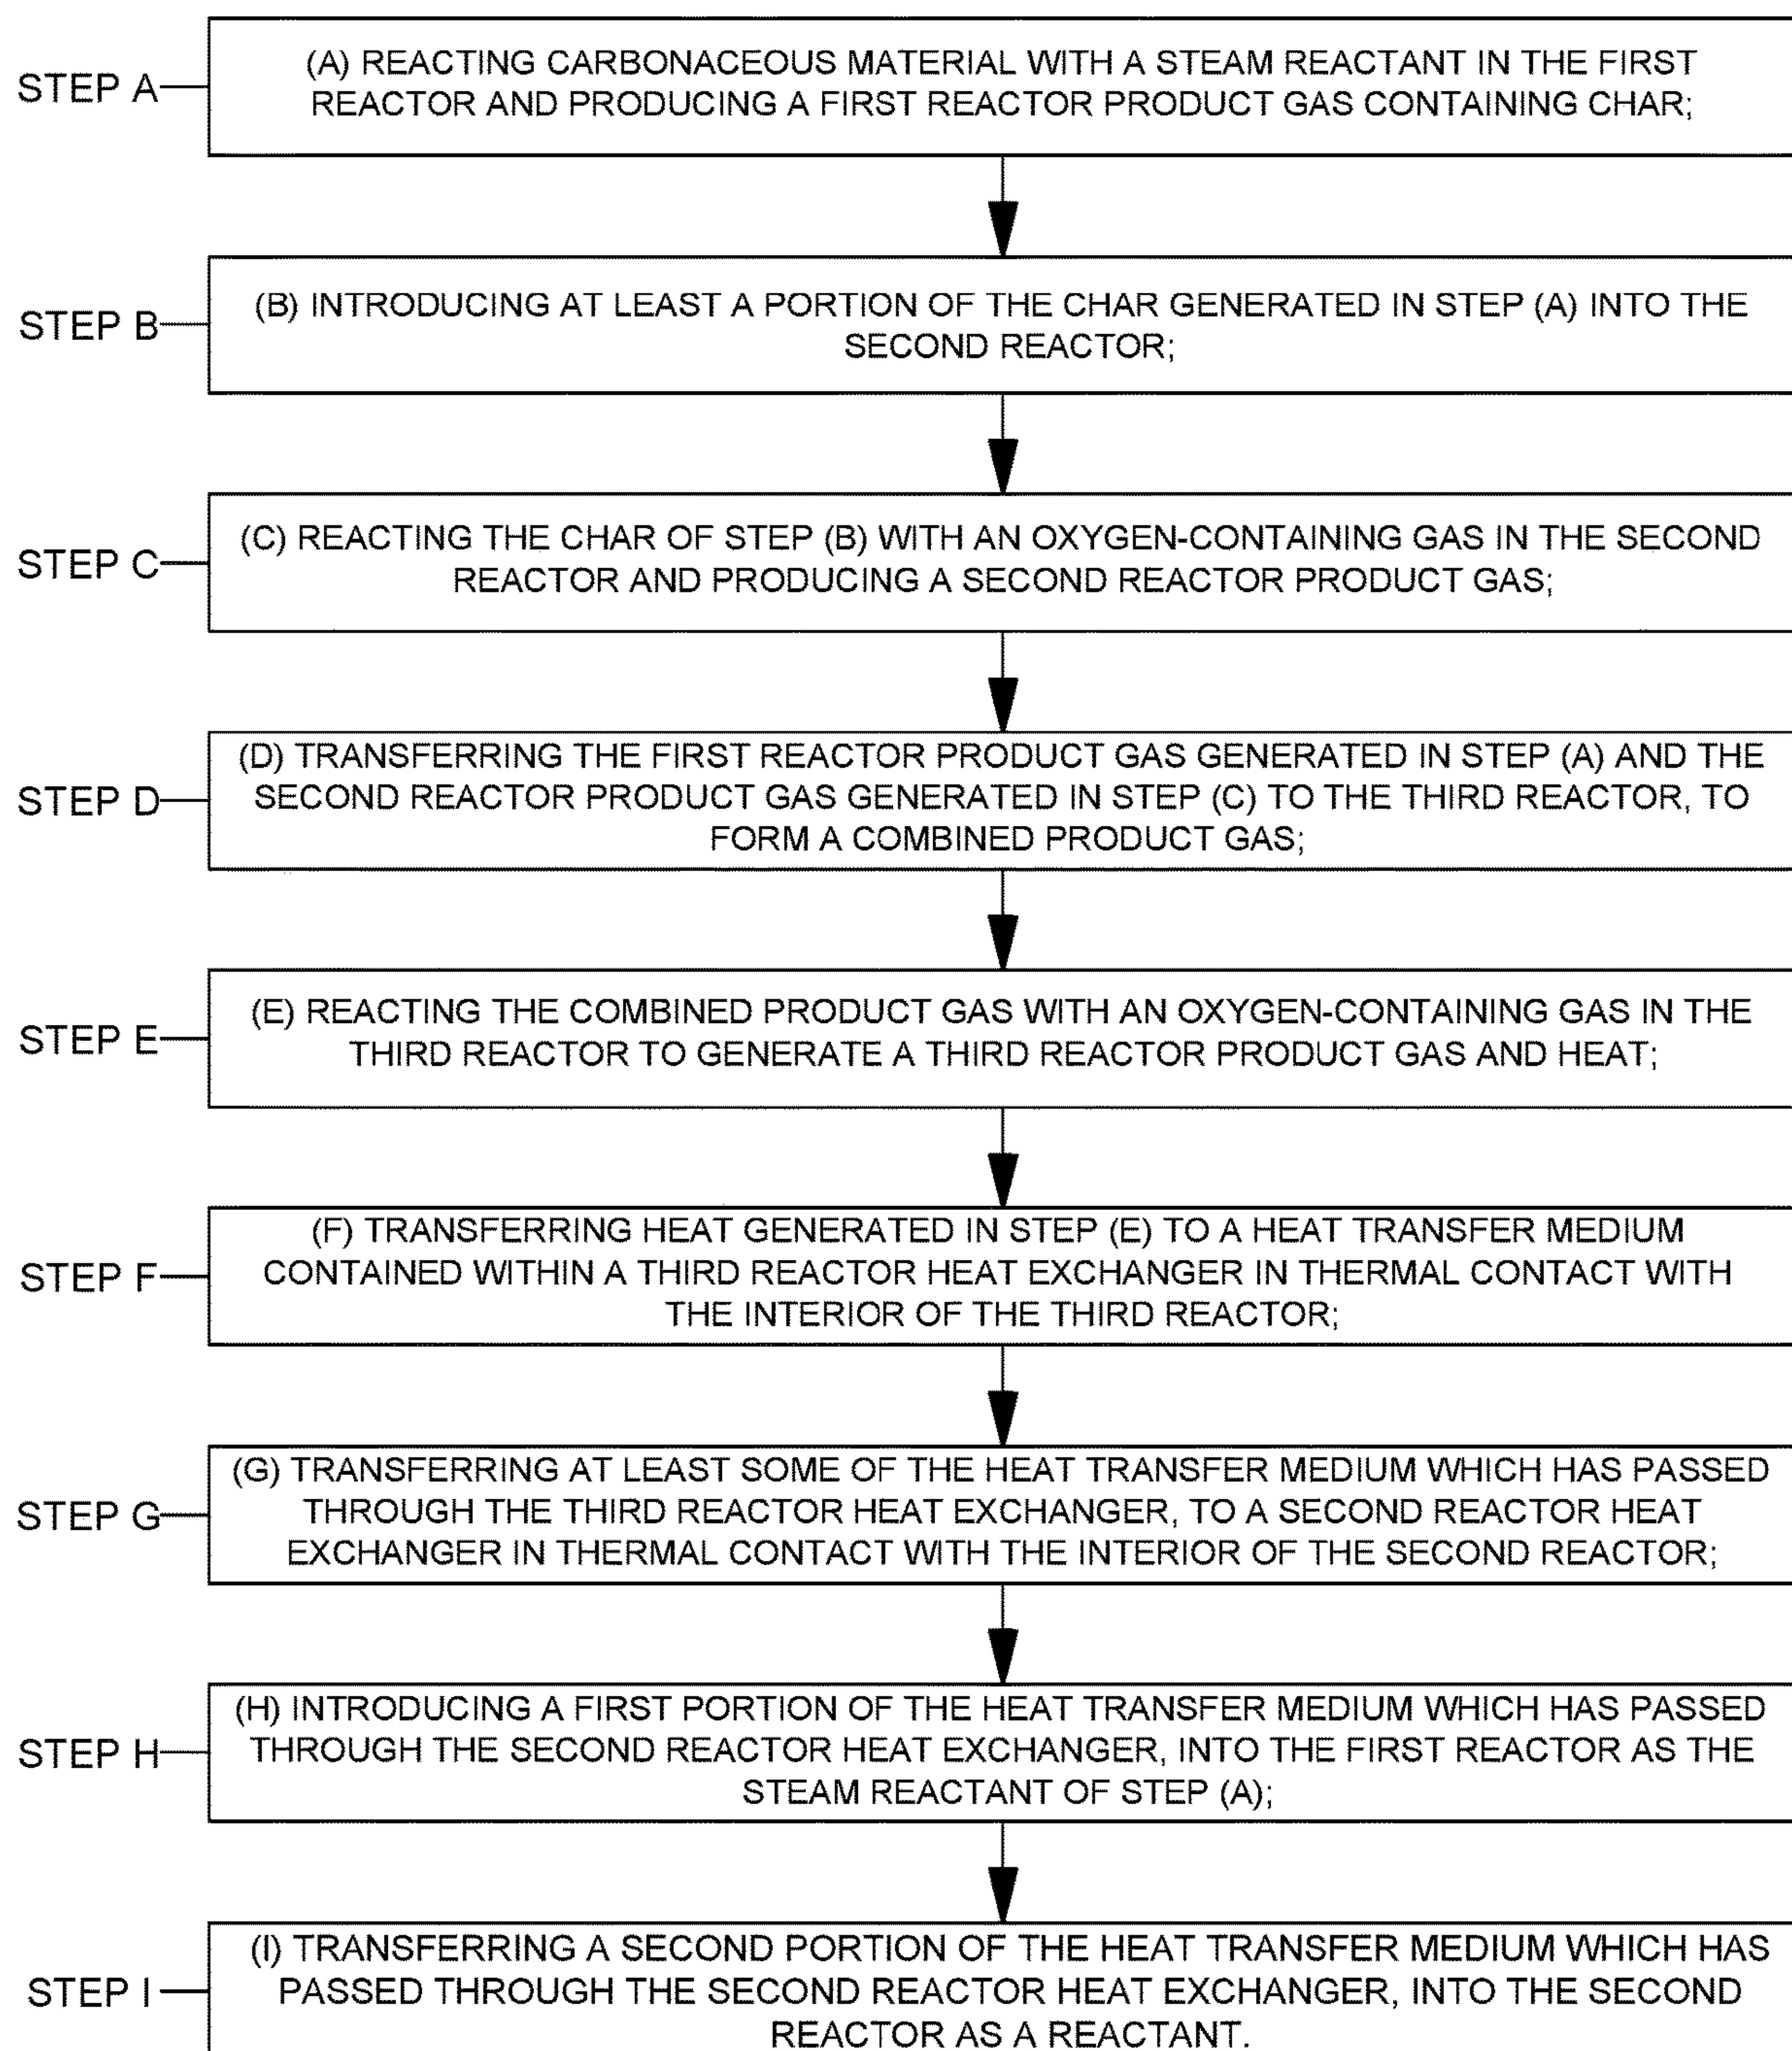 (A) REACTING CARBONACEOUS MATERIAL WITH A STEAM REACTANT IN THE FIRST
STEP A
REACTOR AND PRODUCING A FIRST REACTOR PRODUCT GAS CONTAINING CHAR;
(B) INTRODUCING AT LEAST A PORTION OF THE CHAR GENERATED IN STEP (A) INTO THE
STEP B
SECOND REACTOR;
(C) REACTING THE CHAR OF STEP (B) WITH AN OXYGEN-CONTAINING GAS IN THE SECOND
STEP C
REACTOR AND PRODUCING A SECOND REACTOR PRODUCT GAS;
(D) TRANSFERRING THE FIRST REACTOR PRODUCT GAS GENERATED IN STEP (A) AND THE
STEP D
SECOND REACTOR PRODUCT GAS GENERATED IN STEP (C) TO THE THIRD REACTOR, TO
FORM A COMBINED PRODUCT GAS;
(E) REACTING THE COMBINED PRODUCT GAS WITH AN OXYGEN-CONTAINING GAS IN THE
STEP E
THIRD REACTOR TO GENERATE A THIRD REACTOR PRODUCT GAS AND HEAT;
(F) TRANSFERRING HEAT GENERATED IN STEP (E) TO A HEAT TRANSFER MEDIUM
STEP F
CONTAINED WITHIN A THIRD REACTOR HEAT EXCHANGER IN THERMAL CONTACT WITH
THE INTERIOR OF THE THIRD REACTOR;
(G) TRANSFERRING AT LEAST SOME OF THE HEAT TRANSFER MEDIUM WHICH HAS PASSED
STEP G
THROUGH THE THIRD REACTOR HEAT EXCHANGER, TO A SECOND REACTOR HEAT
EXCHANGER IN THERMAL CONTACT WITH THE INTERIOR OF THE SECOND REACTOR;
(H) INTRODUCING A FIRST PORTION OF THE HEAT TRANSFER MEDIUM WHICH HAS PASSED
STEP H
THROUGH THE SECOND REACTOR HEAT EXCHANGER, INTO THE FIRST REACTOR AS THE
STEAM REACTANT OF STEP (A);
(I) TRANSFERRING A SECOND PORTION OF THE HEAT TRANSFER MEDIUM WHICH HAS
STEP I
PASSED THROUGH THE SECOND REACTOR HEAT EXCHANGER, INTO THE SECOND
REACTOR AS A REACTANT.